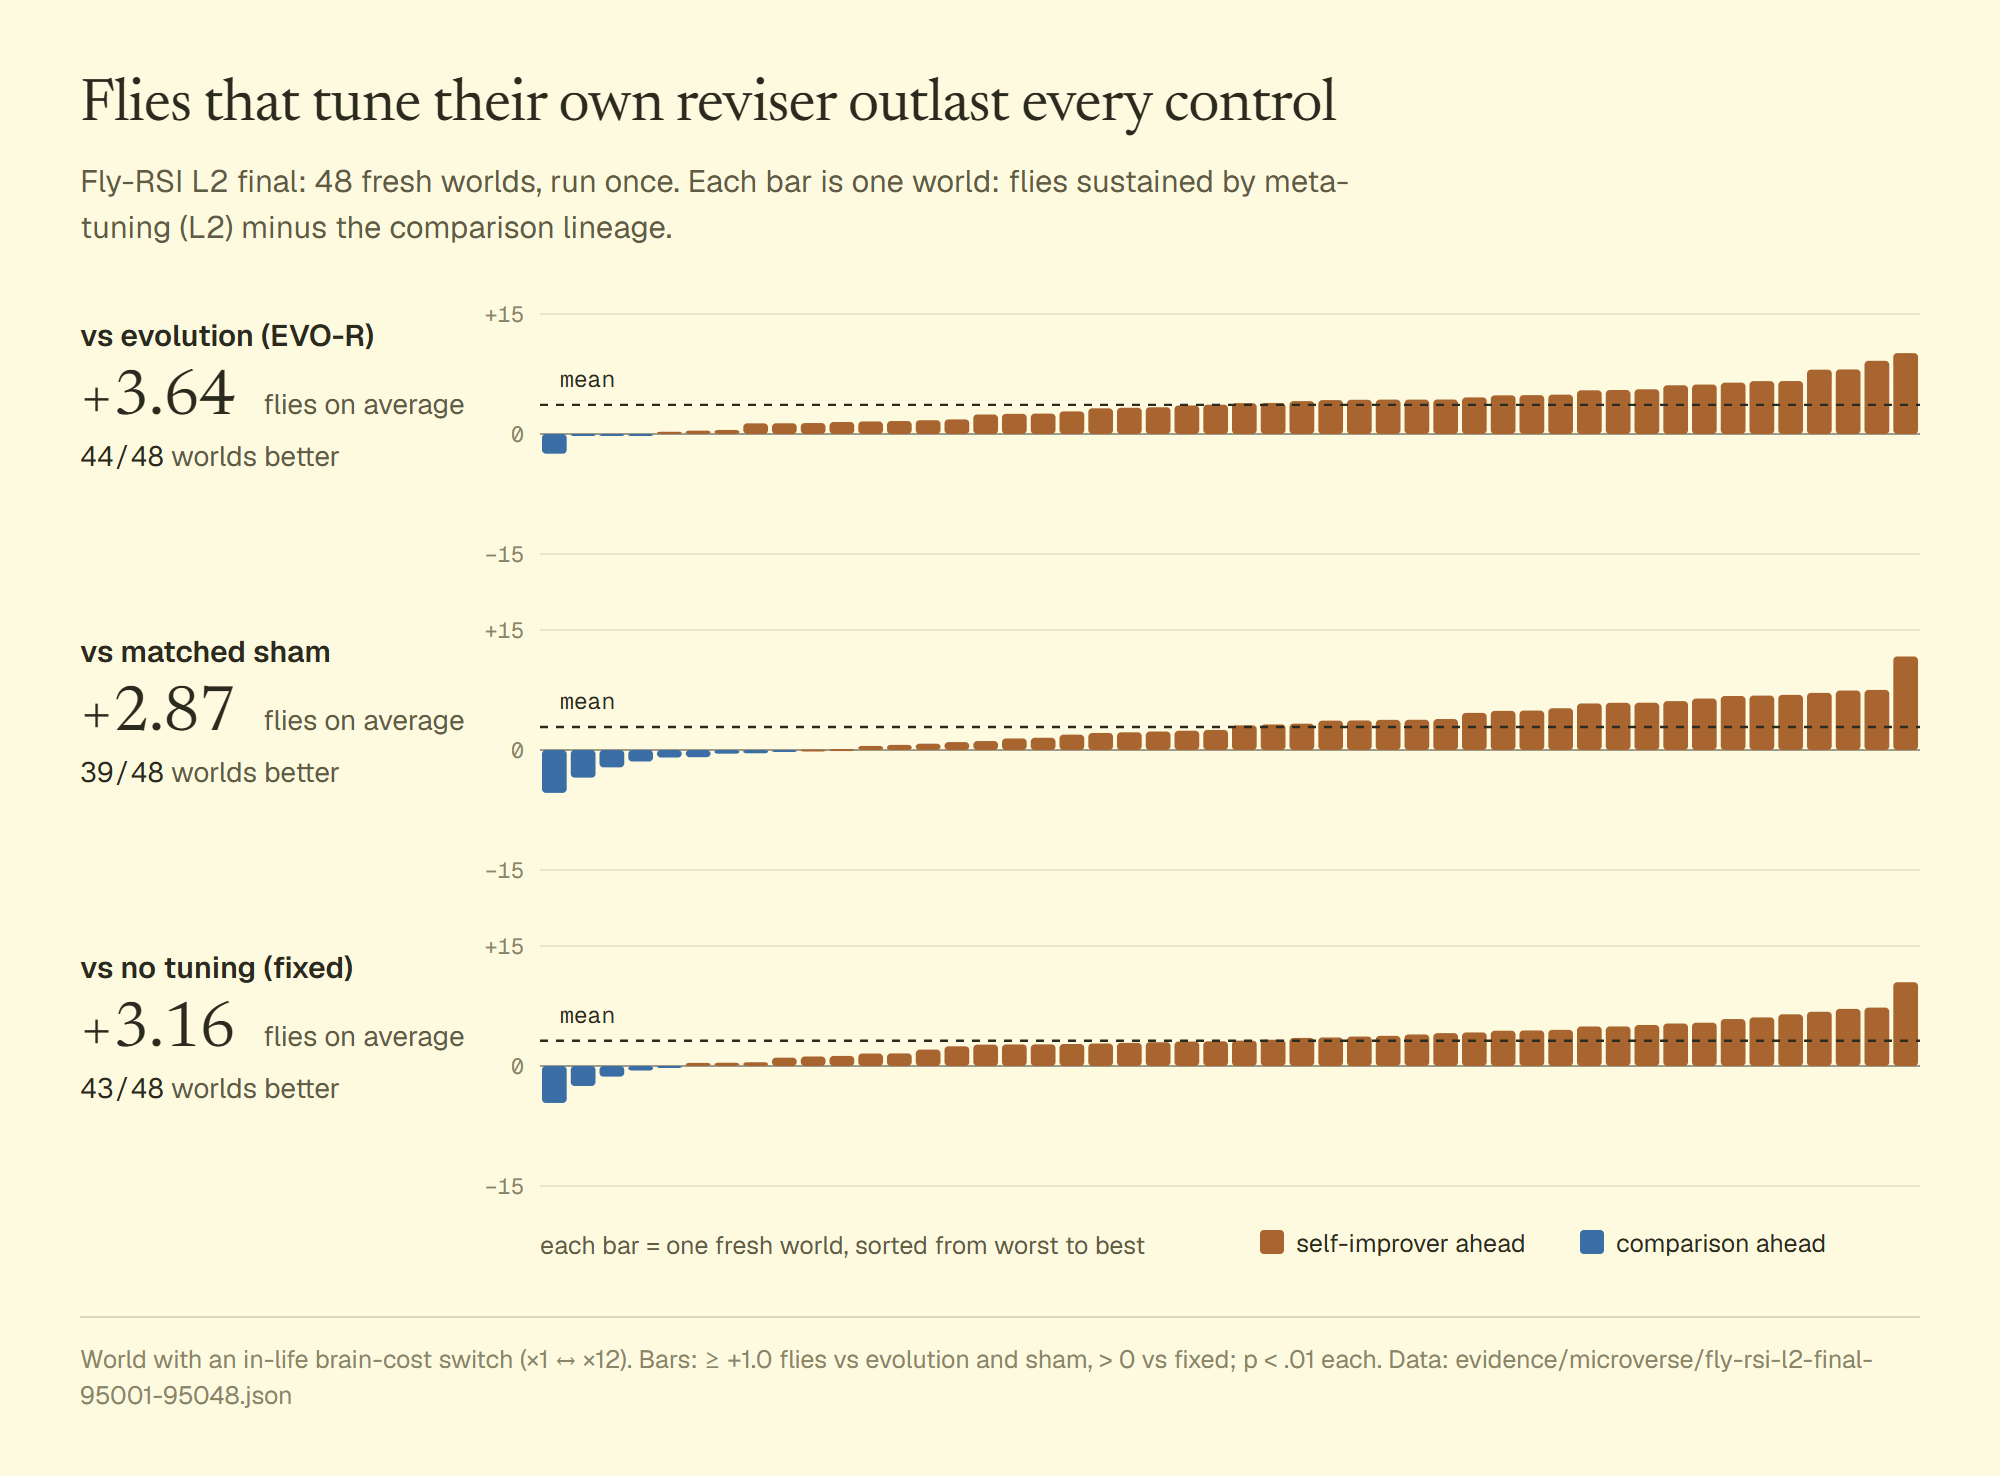 Flies that tune their own reviser outlast every control
Fly-RSI L2 final: 48 fresh worlds, run once. Each bar is one world: flies sustained by meta-
tuning (L2) minus the comparison lineage.
vs evolution (EVO-R)
+3.64 flies on average
44/48 worlds better
+15
mean
0
−15
vs matched sham
+2.87 flies on average
39/48 worlds better
+15
mean
0
−15
vs no tuning (fixed)
+3.16 flies on average
43/48 worlds better
+15
mean
0
−15
each bar = one fresh world, sorted from worst to best
self-improver ahead
comparison ahead
World with an in-life brain-cost switch (×1 ↔ ×12). Bars: ≥ +1.0 flies vs evolution and sham, > 0 vs fixed; p < .01 each. Data: evidence/microverse/fly-rsi-l2-final-
95001-95048.json